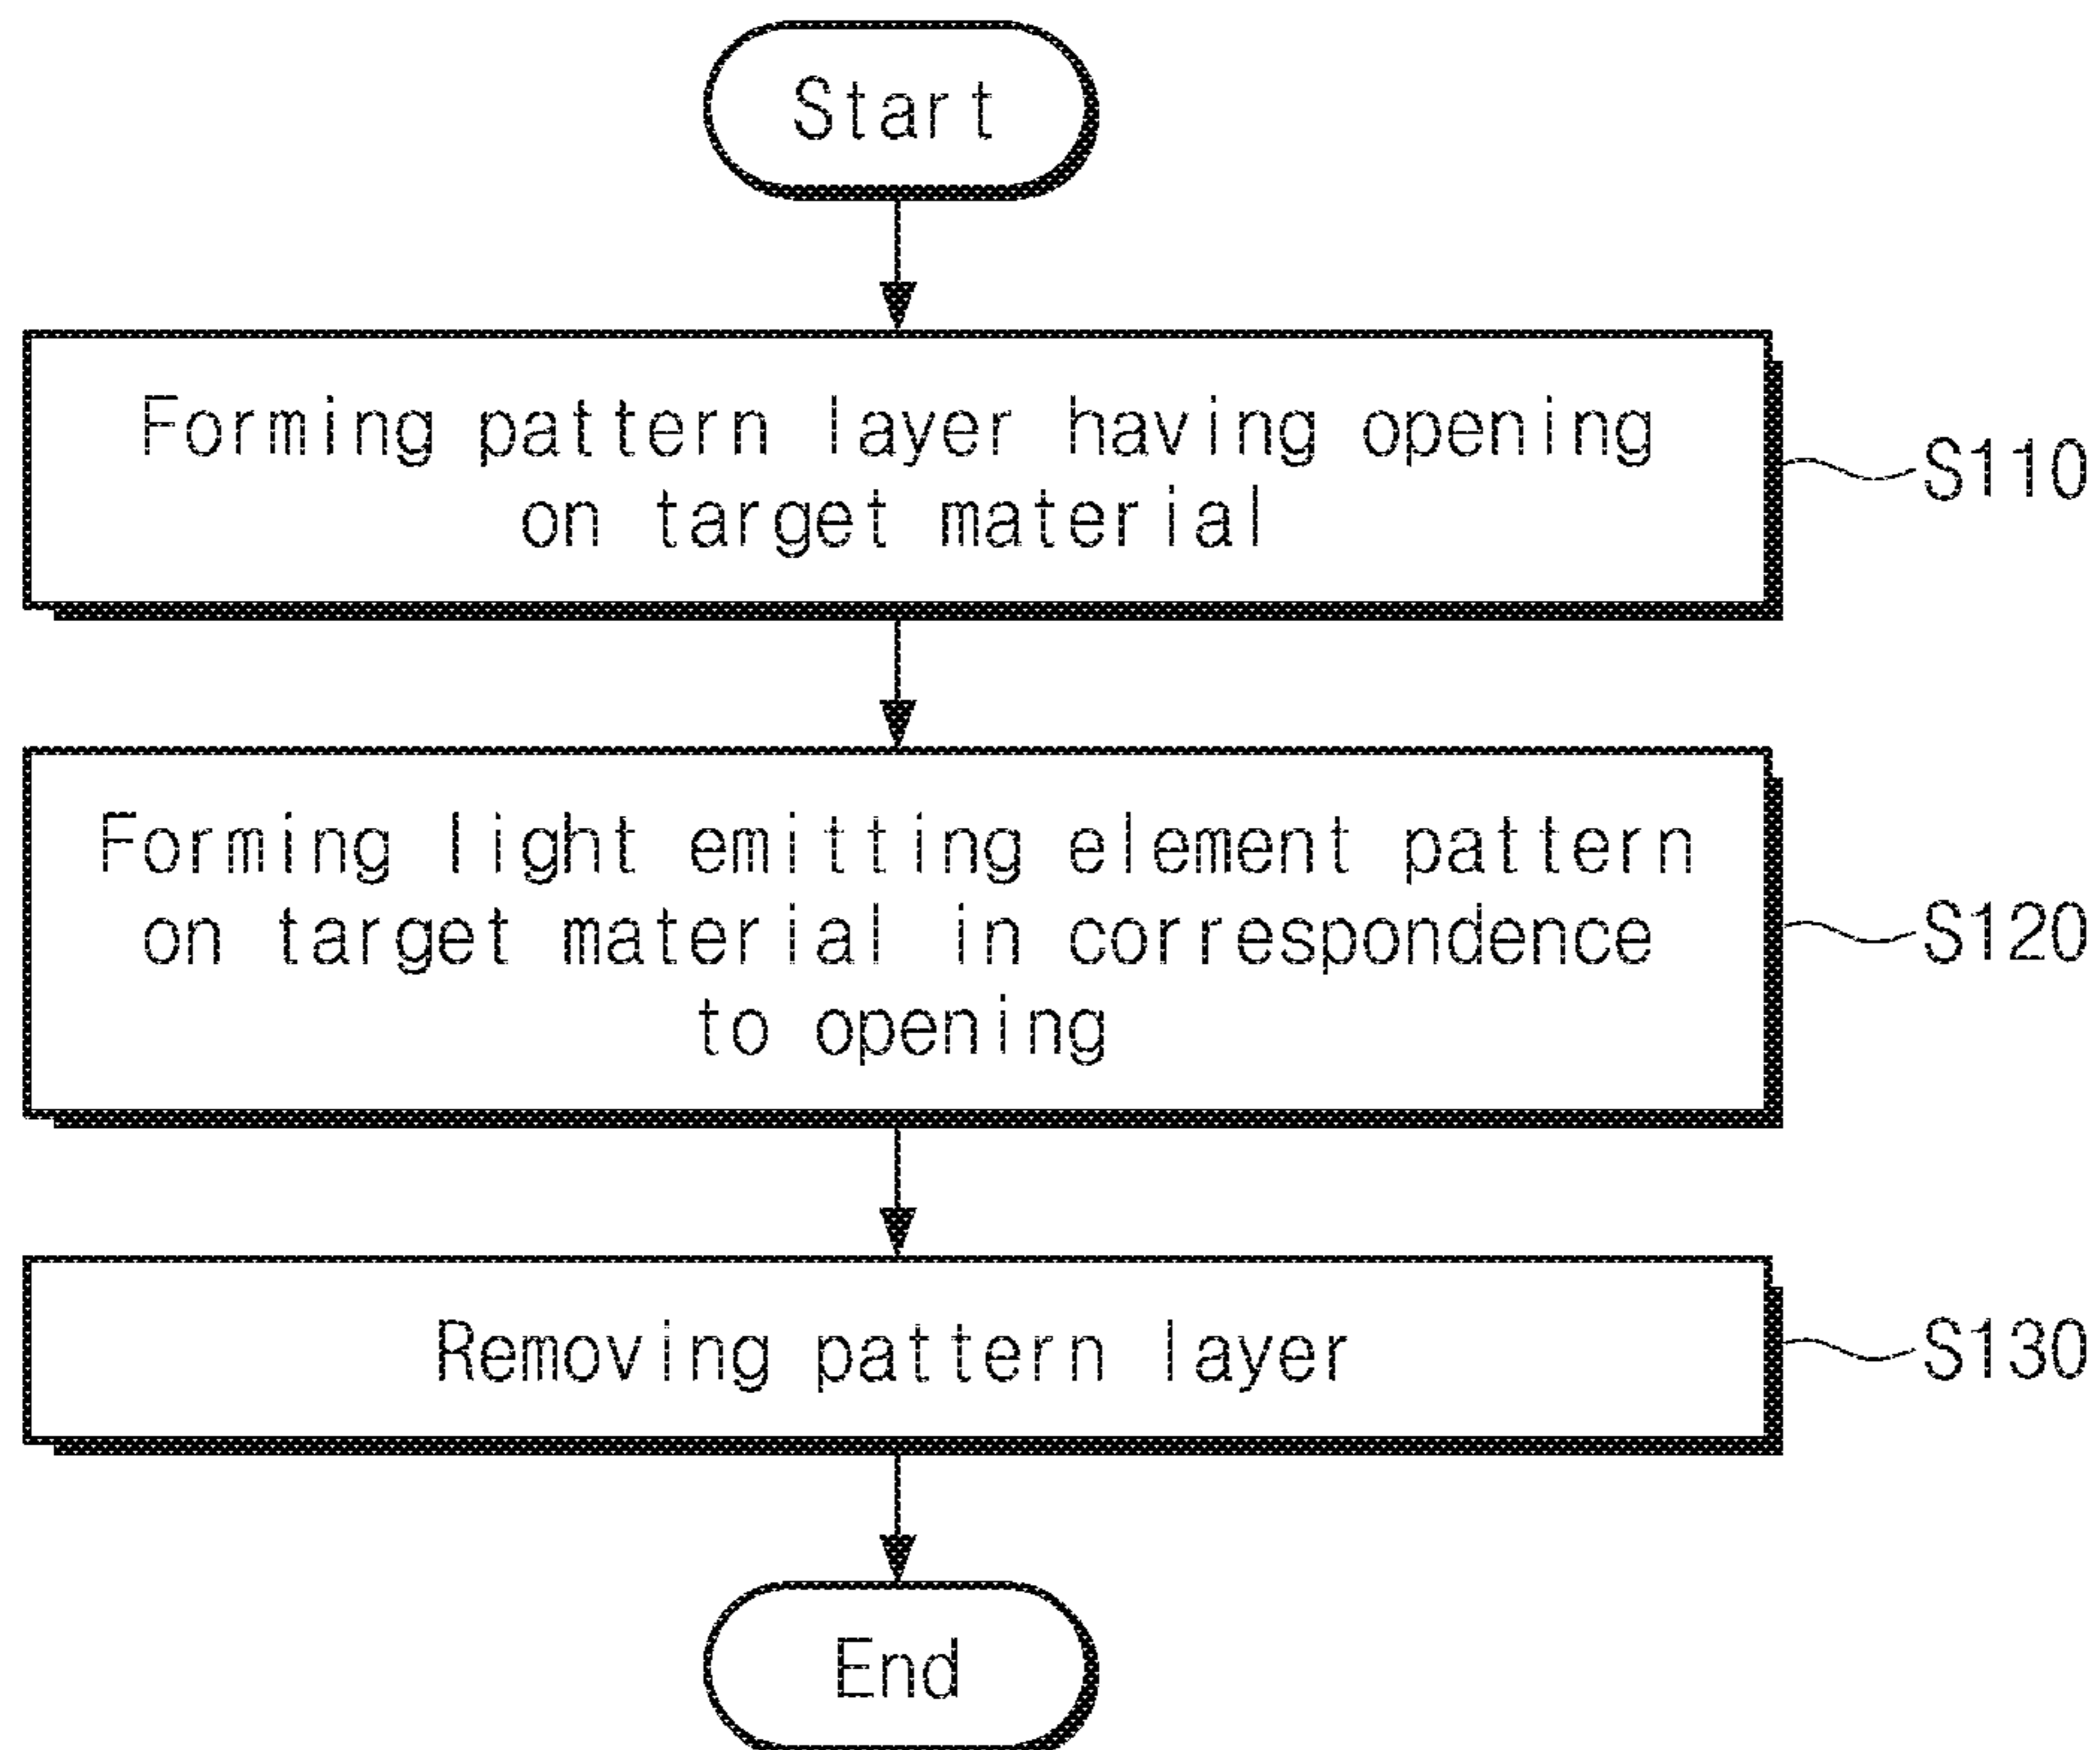 Start
Forming pattern layer having opening
on target material
S110
Forming light emitting element pattern
on target material in correspondence
to opening
S120
Removing pattern layer
S130
End